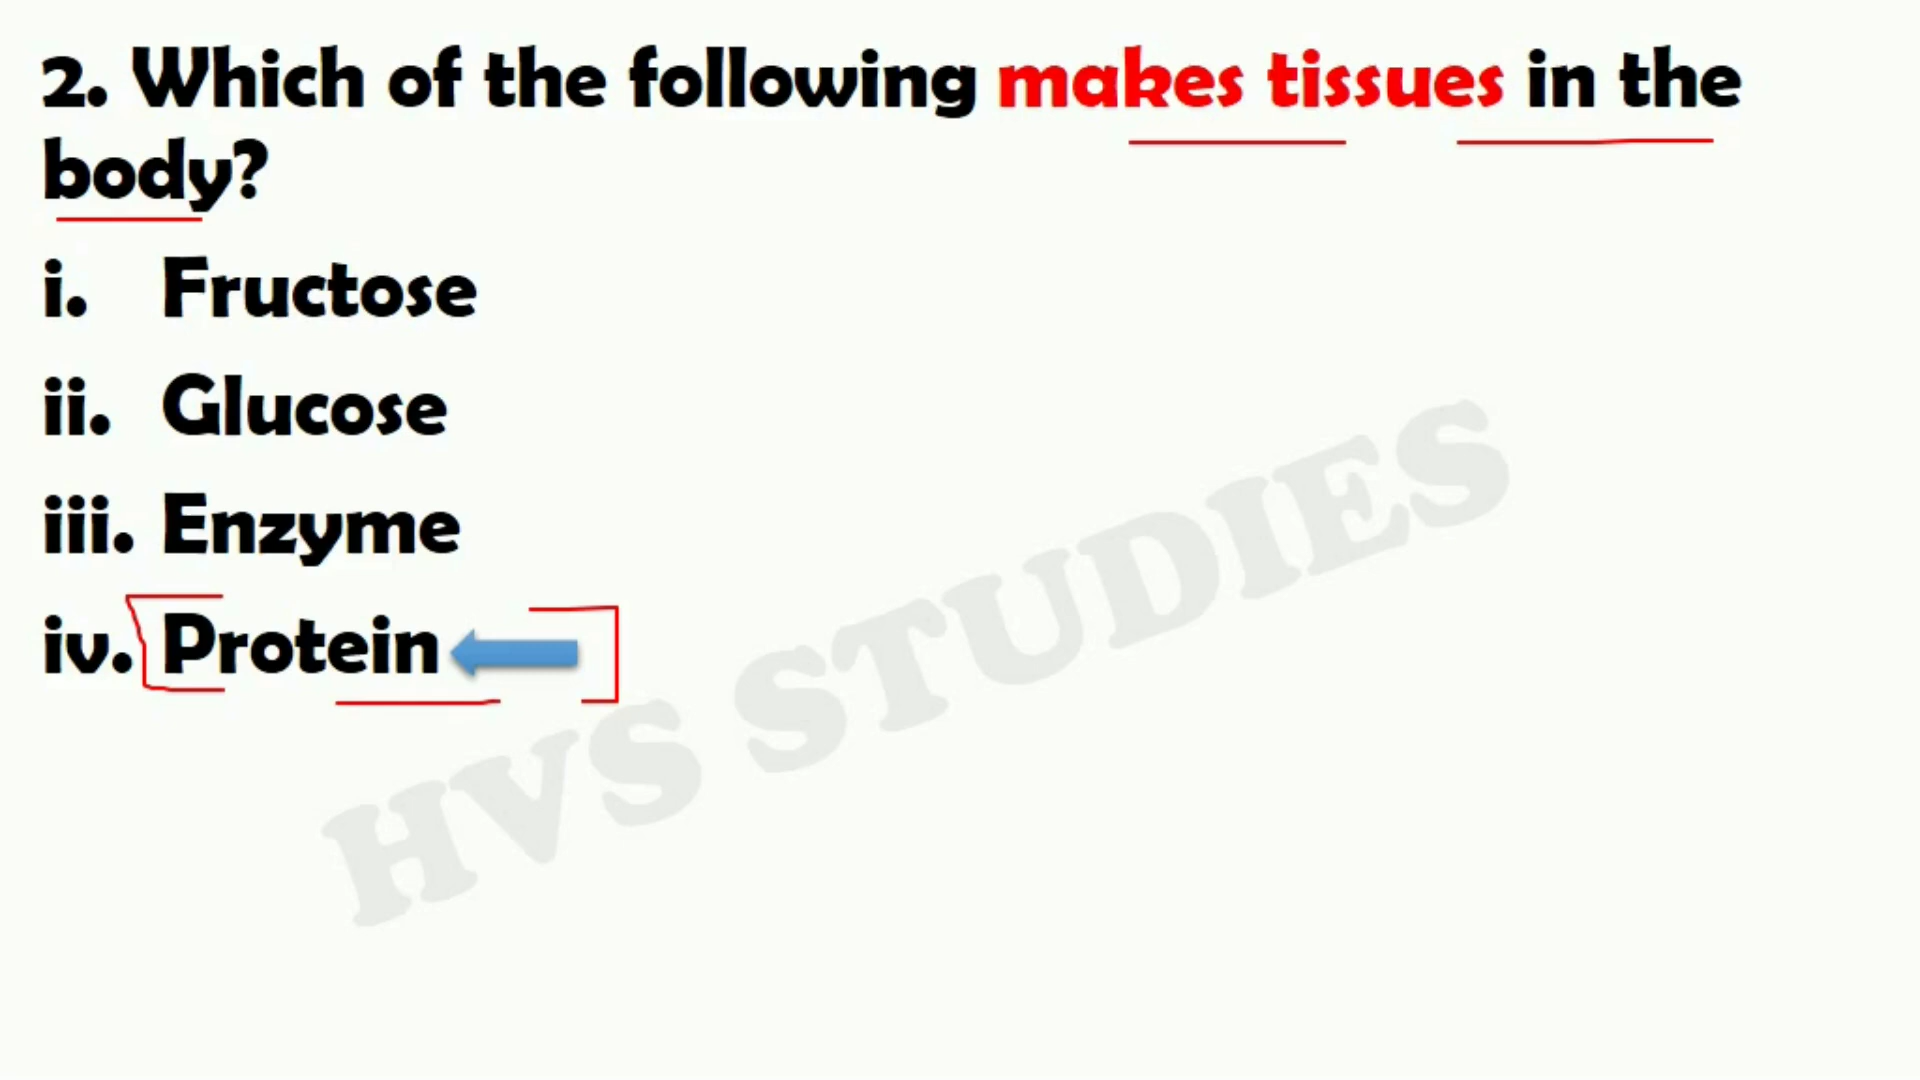 2. Which of the following makes tissues in the
body?
i. Fructose
ii. Glucose
iii. Enzyme
iv. Protein
HVS STUDIES